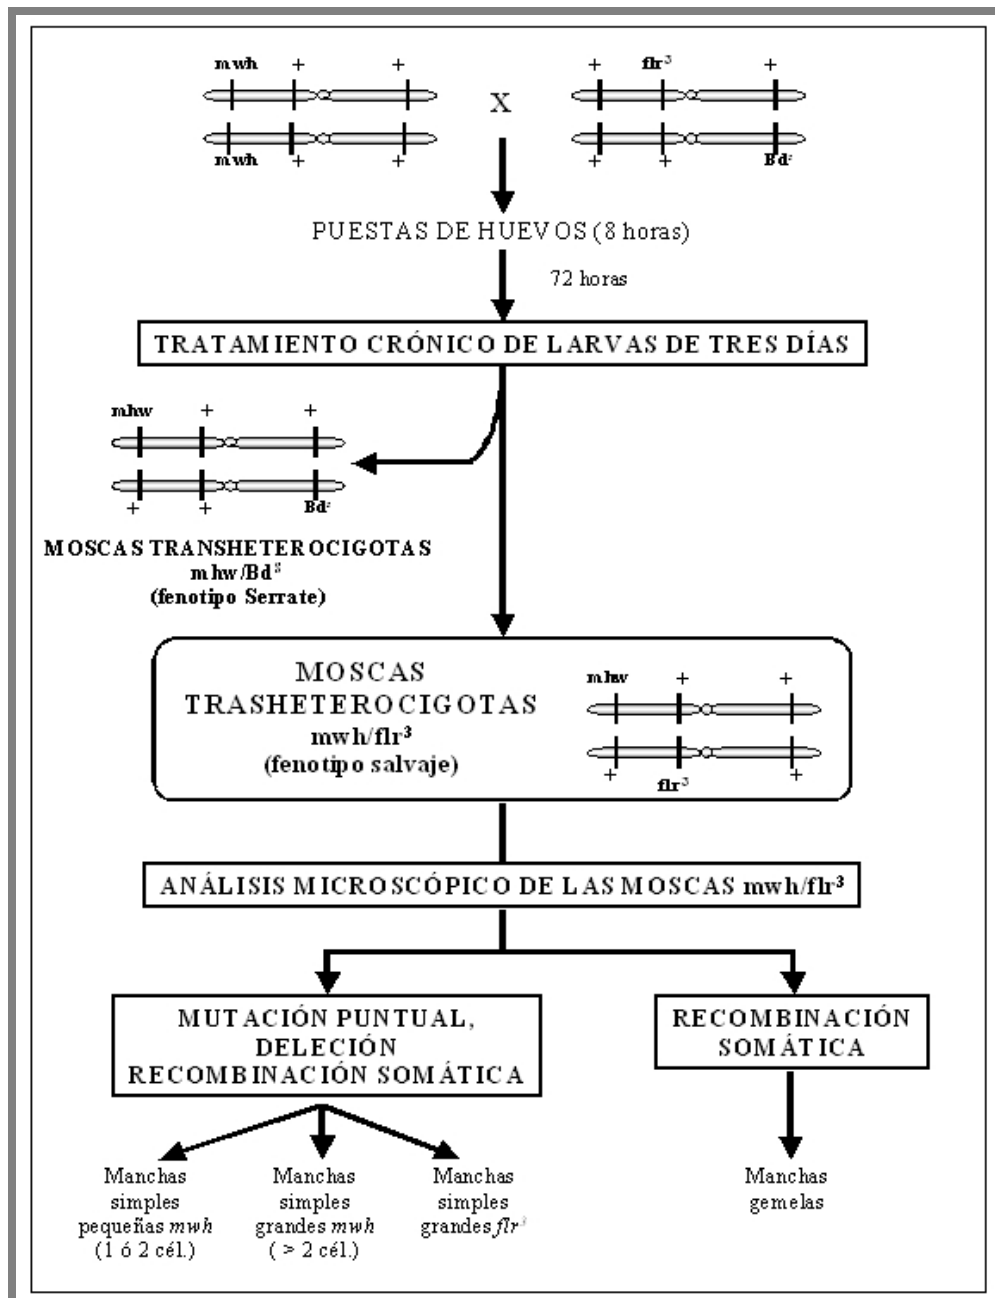 mwh + +
+ flr³ +
X
mwh + +
+ + Bdˢ
PUESTAS DE HUEVOS (8 horas)
72 horas
TRATAMIENTO CRÓNICO DE LARVAS DE TRES DÍAS
mhw + +
+ + Bdˢ
MOSCAS TRANSHETEROCIGOTAS
mhw/Bdˢ
(fenotipo Serrate)
MOSCAS
TRASHETEROCIGOTAS
mwh/flr³
(fenotipo salvaje)
mhw + +
+ flr³ +
ANÁLISIS MICROSCÓPICO DE LAS MOSCAS mwh/flr³
MUTACIÓN PUNTUAL,
DELECIÓN
RECOMBINACIÓN SOMÁTICA
RECOMBINACIÓN
SOMÁTICA
Manchas
simples
pequeñas mwh
(1 ó 2 cél.)
Manchas
simples
grandes mwh
( > 2 cél.)
Manchas
simples
grandes flr³
Manchas
gemelas